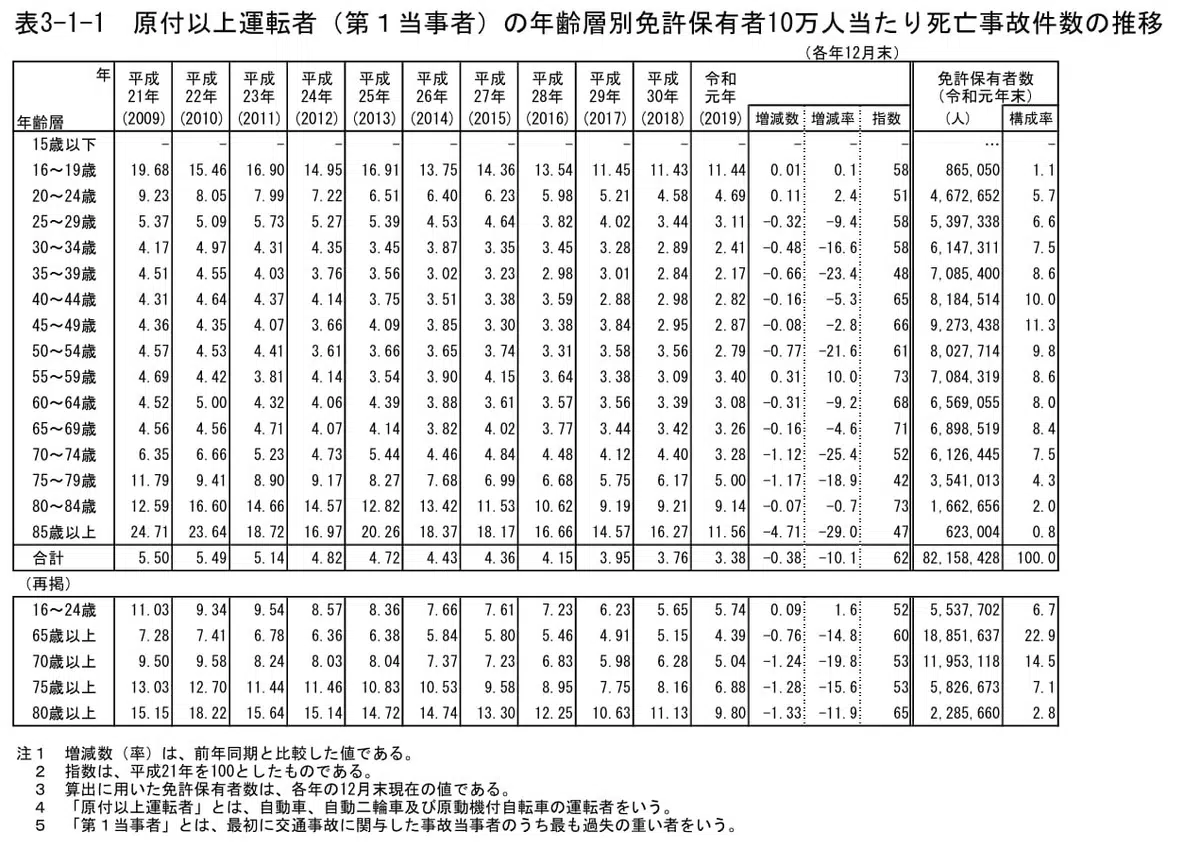 表3-1-1　原付以上運転者（第１当事者）の年齢層別免許保有者10万人当たり死亡事故件数の推移
（各年12月末）
年 平成 平成 平成 平成 平成 平成 平成 平成 平成 平成 令和 免許保有者数
21年 22年 23年 24年 25年 26年 27年 28年 29年 30年 元年 （令和元年末）
年齢層 (2009) (2010) (2011) (2012) (2013) (2014) (2015) (2016) (2017) (2018) (2019) 増減数 増減率 指数 （人） 構成率
15歳以下 － － － － － － － － － － － － － － … －
16～19歳 19.68 15.46 16.90 14.95 16.91 13.75 14.36 13.54 11.45 11.43 11.44 0.01 0.1 58 865,050 1.1
20～24歳 9.23 8.05 7.99 7.22 6.51 6.40 6.23 5.98 5.21 4.58 4.69 0.11 2.4 51 4,672,652 5.7
25～29歳 5.37 5.09 5.73 5.27 5.39 4.53 4.64 3.82 4.02 3.44 3.11 -0.32 -9.4 58 5,397,338 6.6
30～34歳 4.17 4.97 4.31 4.35 3.45 3.87 3.35 3.45 3.28 2.89 2.41 -0.48 -16.6 58 6,147,311 7.5
35～39歳 4.51 4.55 4.03 3.76 3.56 3.02 3.23 2.98 3.01 2.84 2.17 -0.66 -23.4 48 7,085,400 8.6
40～44歳 4.31 4.64 4.37 4.14 3.75 3.51 3.38 3.59 2.88 2.98 2.82 -0.16 -5.3 65 8,184,514 10.0
45～49歳 4.36 4.35 4.07 3.66 4.09 3.85 3.30 3.38 3.84 2.95 2.87 -0.08 -2.8 66 9,273,438 11.3
50～54歳 4.57 4.53 4.41 3.61 3.66 3.65 3.74 3.31 3.58 3.56 2.79 -0.77 -21.6 61 8,027,714 9.8
55～59歳 4.69 4.42 3.81 4.14 3.54 3.90 4.15 3.64 3.38 3.09 3.40 0.31 10.0 73 7,084,319 8.6
60～64歳 4.52 5.00 4.32 4.06 4.39 3.88 3.61 3.57 3.56 3.39 3.08 -0.31 -9.2 68 6,569,055 8.0
65～69歳 4.56 4.56 4.71 4.07 4.14 3.82 4.02 3.77 3.44 3.42 3.26 -0.16 -4.6 71 6,898,519 8.4
70～74歳 6.35 6.66 5.23 4.73 5.44 4.46 4.84 4.48 4.12 4.40 3.28 -1.12 -25.4 52 6,126,445 7.5
75～79歳 11.79 9.41 8.90 9.17 8.27 7.68 6.99 6.68 5.75 6.17 5.00 -1.17 -18.9 42 3,541,013 4.3
80～84歳 12.59 16.60 14.66 14.57 12.82 13.42 11.53 10.62 9.19 9.21 9.14 -0.07 -0.7 73 1,662,656 2.0
85歳以上 24.71 23.64 18.72 16.97 20.26 18.37 18.17 16.66 14.57 16.27 11.56 -4.71 -29.0 47 623,004 0.8
合計 5.50 5.49 5.14 4.82 4.72 4.43 4.36 4.15 3.95 3.76 3.38 -0.38 -10.1 62 82,158,428 100.0
（再掲）
16～24歳 11.03 9.34 9.54 8.57 8.36 7.66 7.61 7.23 6.23 5.65 5.74 0.09 1.6 52 5,537,702 6.7
65歳以上 7.28 7.41 6.78 6.36 6.38 5.84 5.80 5.46 4.91 5.15 4.39 -0.76 -14.8 60 18,851,637 22.9
70歳以上 9.50 9.58 8.24 8.03 8.04 7.37 7.23 6.83 5.98 6.28 5.04 -1.24 -19.8 53 11,953,118 14.5
75歳以上 13.03 12.70 11.44 11.46 10.83 10.53 9.58 8.95 7.75 8.16 6.88 -1.28 -15.6 53 5,826,673 7.1
80歳以上 15.15 18.22 15.64 15.14 14.72 14.74 13.30 12.25 10.63 11.13 9.80 -1.33 -11.9 65 2,285,660 2.8
注１　増減数（率）は、前年同期と比較した値である。
２　指数は、平成21年を100としたものである。
３　算出に用いた免許保有者数は、各年の12月末現在の値である。
４　「原付以上運転者」とは、自動車、自動二輪車及び原動機付自転車の運転者をいう。
５　「第１当事者」とは、最初に交通事故に関与した事故当事者のうち最も過失の重い者をいう。